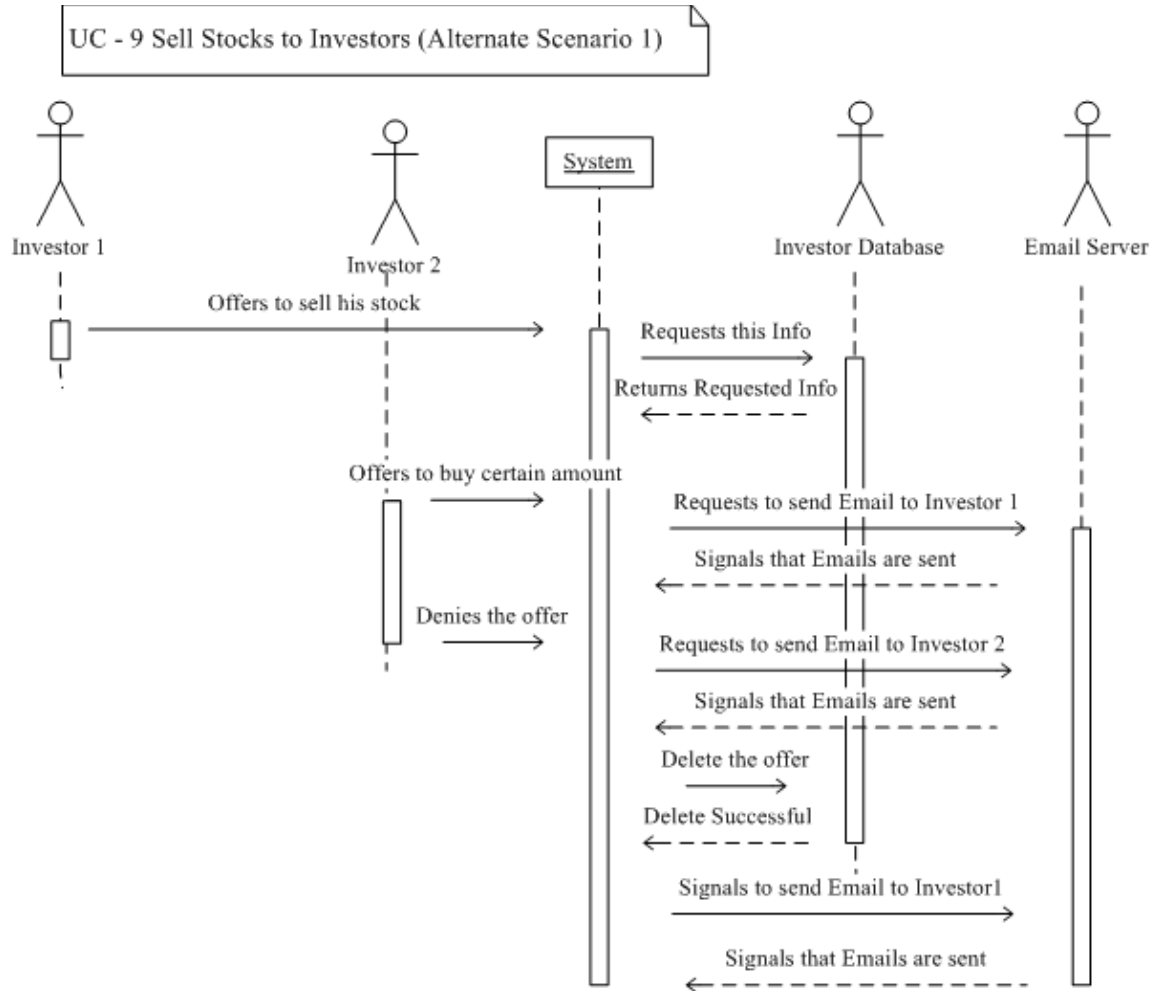 UC - 9 Sell Stocks to Investors (Alternate Scenario 1)
System
Investor 1
Investor 2
Investor Database
Email Server
Offers to sell his stock
Requests this Info
Returns Requested Info
Offers to buy certain amount
Requests to send Email to Investor 1
Signals that Emails are sent
Denies the offer
Requests to send Email to Investor 2
Signals that Emails are sent
Delete the offer
Delete Successful
Signals to send Email to Investor1
Signals that Emails are sent